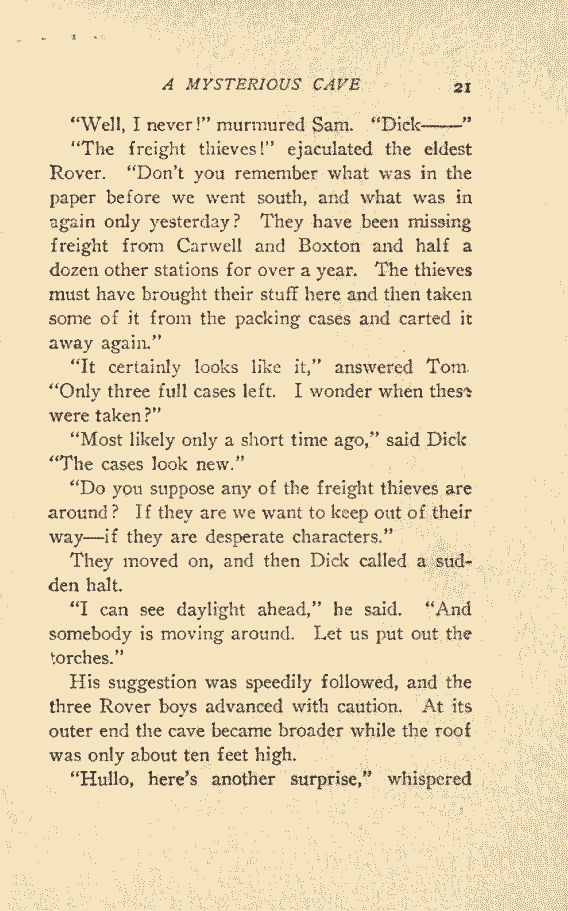 A MYSTERIOUS CAVE 21
"Well, I never!" murmured Sam. "Dick——"
"The freight thieves!" ejaculated the eldest
Rover. "Don't you remember what was in the
paper before we went south, and what was in
again only yesterday? They have been missing
freight from Carwell and Boxton and half a
dozen other stations for over a year. The thieves
must have brought their stuff here and then taken
some of it from the packing cases and carted it
away again."
"It certainly looks like it," answered Tom.
"Only three full cases left. I wonder when these
were taken?"
"Most likely only a short time ago," said Dick
"The cases look new."
"Do you suppose any of the freight thieves are
around? If they are we want to keep out of their
way—if they are desperate characters."
They moved on, and then Dick called a sud-
den halt.
"I can see daylight ahead," he said. "And
somebody is moving around. Let us put out the
torches."
His suggestion was speedily followed, and the
three Rover boys advanced with caution. At its
outer end the cave became broader while the roof
was only about ten feet high.
"Hullo, here's another surprise," whispered